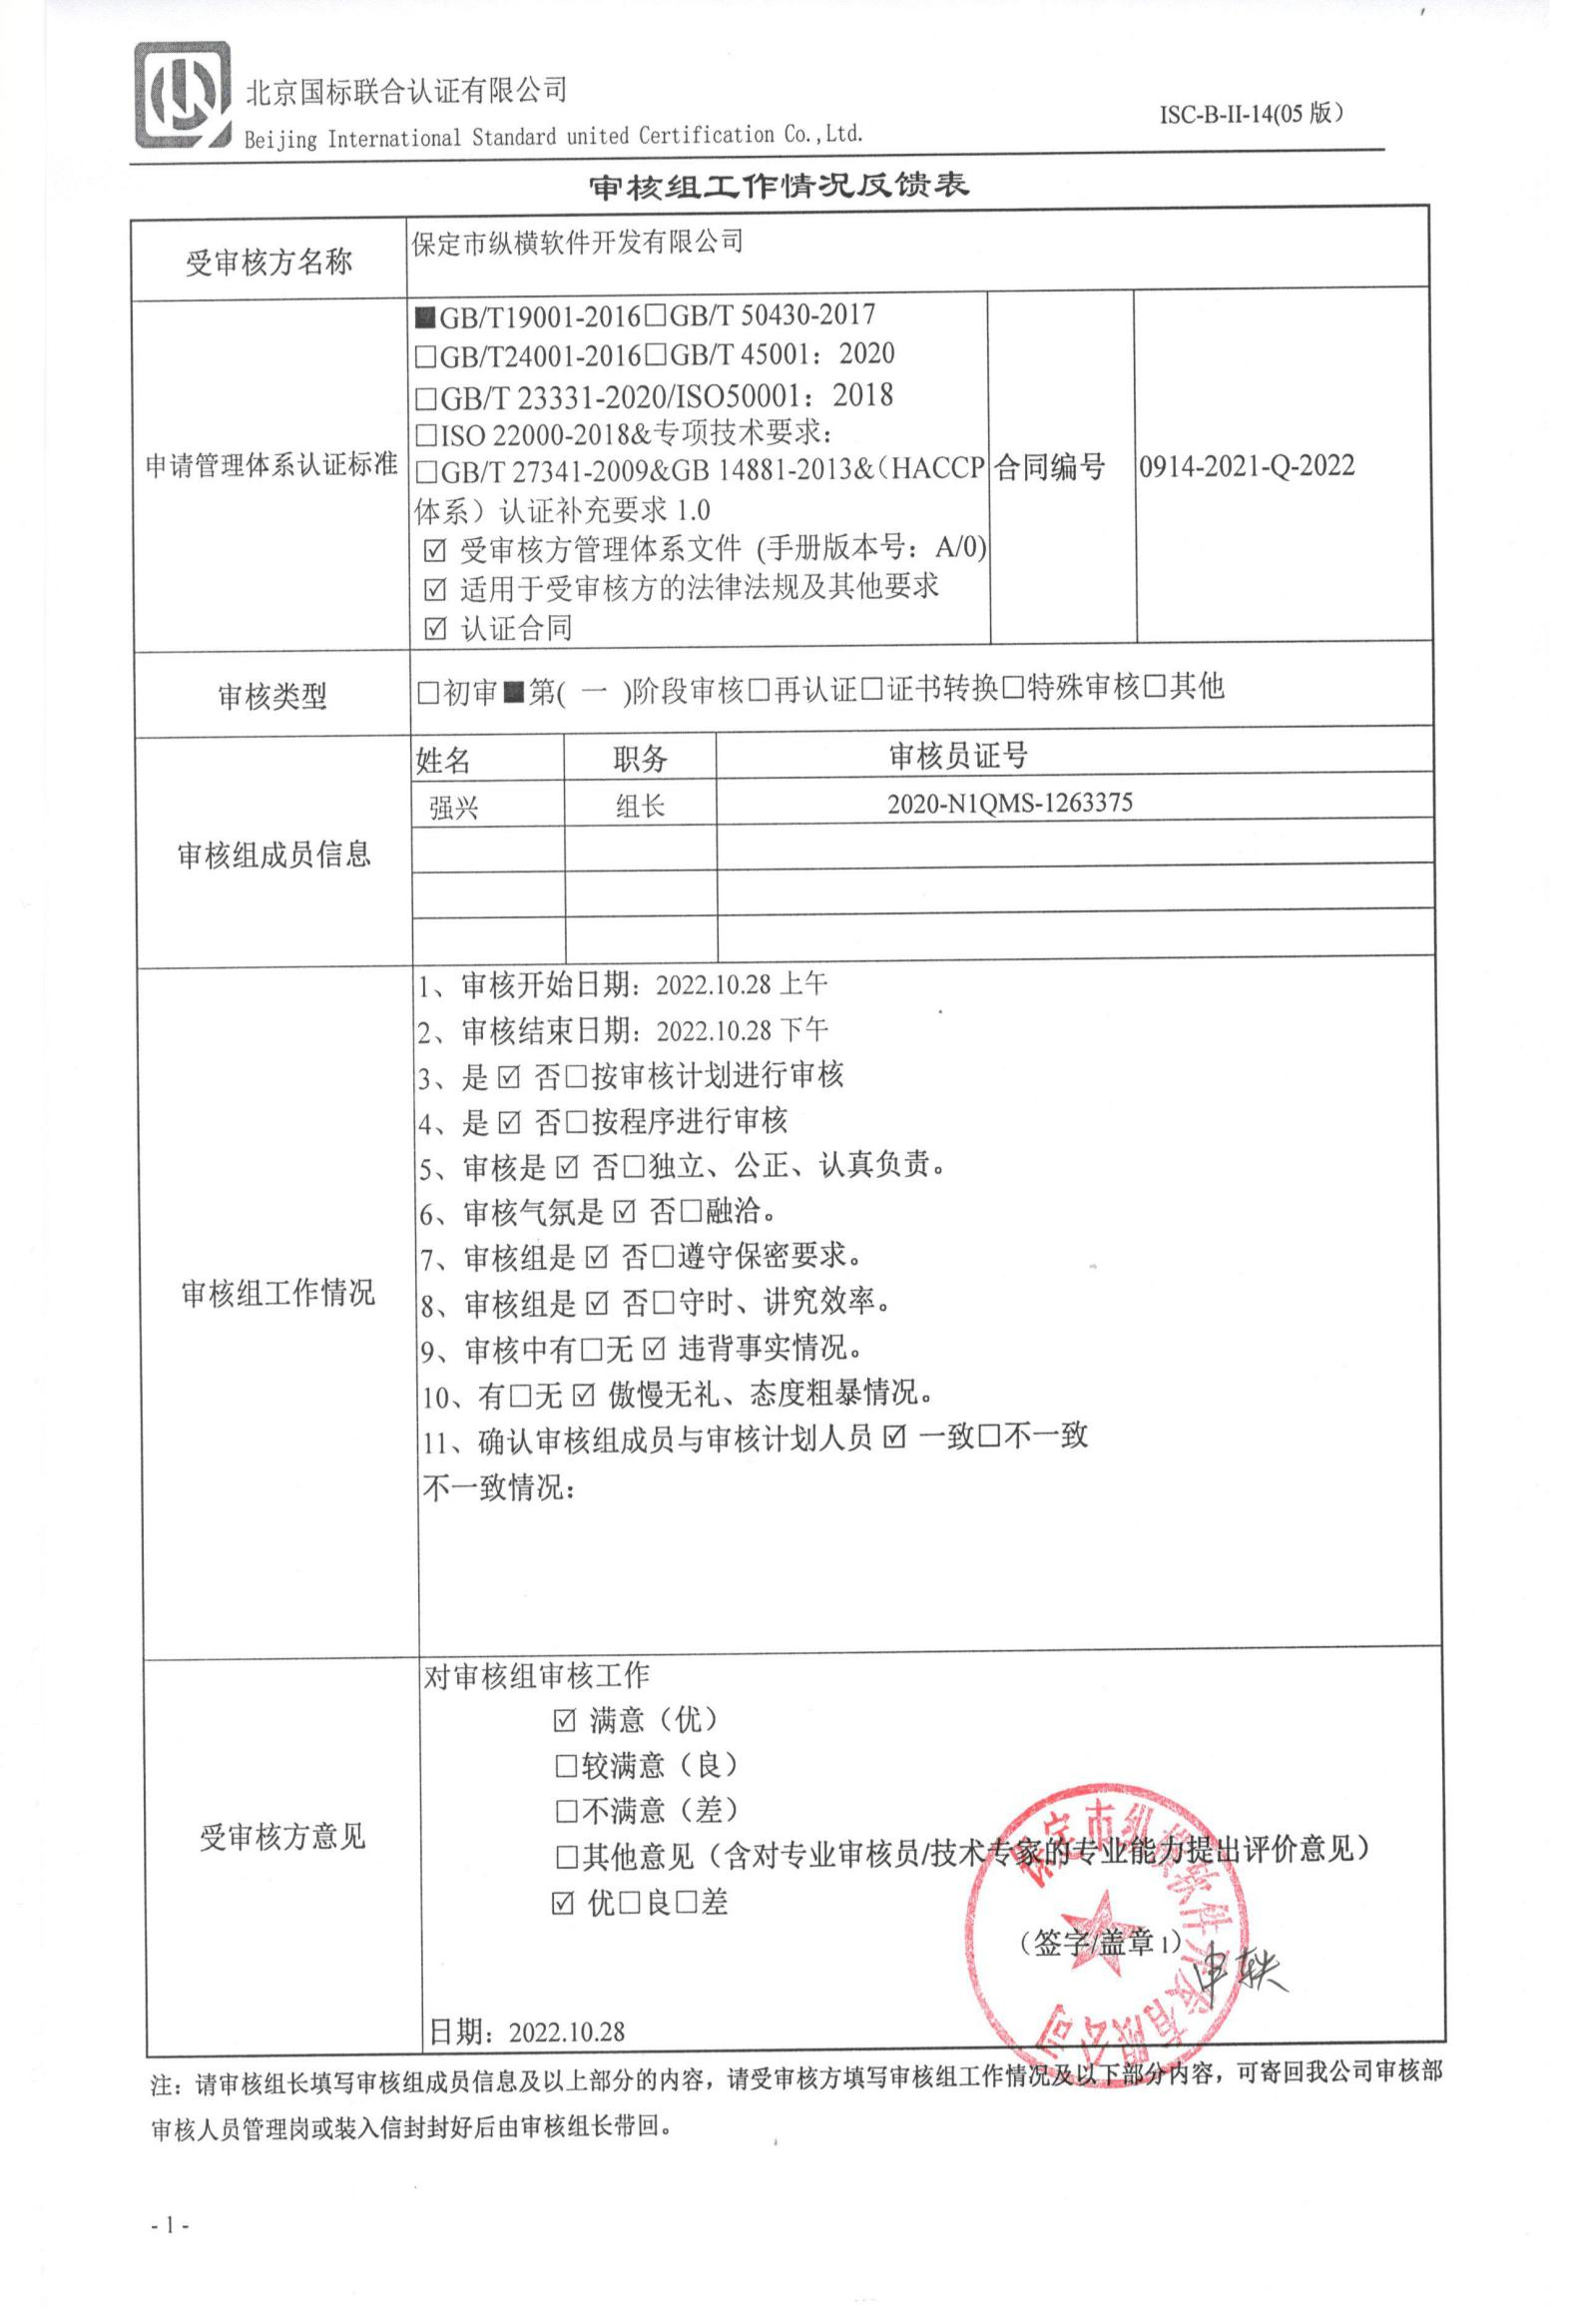 北京国标联合认证有限公司
Beijing International Standard united Certification Co.,Ltd.
ISC-B-II-14(05 版）
审核组工作情况反馈表
受审核方名称
保定市纵横软件开发有限公司
申请管理体系认证标准
■GB/T19001-2016□GB/T 50430-2017
□GB/T24001-2016□GB/T 45001：2020
□GB/T 23331-2020/ISO50001：2018
□ISO 22000-2018&专项技术要求：
□GB/T 27341-2009&GB 14881-2013&（HACCP
体系）认证补充要求 1.0
☑ 受审核方管理体系文件 (手册版本号：A/0)
☑ 适用于受审核方的法律法规及其他要求
☑ 认证合同
合同编号
0914-2021-Q-2022
审核类型
□初审■第( 一 )阶段审核□再认证□证书转换□特殊审核□其他
审核组成员信息
姓名 职务 审核员证号
强兴 组长 2020-N1QMS-1263375
审核组工作情况
1、审核开始日期：2022.10.28 上午
2、审核结束日期：2022.10.28 下午
3、是 ☑ 否□按审核计划进行审核
4、是 ☑ 否□按程序进行审核
5、审核是 ☑ 否□独立、公正、认真负责。
6、审核气氛是 ☑ 否□融洽。
7、审核组是 ☑ 否□遵守保密要求。
8、审核组是 ☑ 否□守时、讲究效率。
9、审核中有□无 ☑ 违背事实情况。
10、有□无 ☑ 傲慢无礼、态度粗暴情况。
11、确认审核组成员与审核计划人员 ☑ 一致□不一致
不一致情况：
受审核方意见
对审核组审核工作
☑ 满意（优）
□较满意（良）
□不满意（差）
□其他意见（含对专业审核员/技术专家的专业能力提出评价意见）
☑ 优□良□差
（签字/盖章 1）
保定市纵横软件开发有限公司
日期：2022.10.28
注：请审核组长填写审核组成员信息及以上部分的内容，请受审核方填写审核组工作情况及以下部分内容，可寄回我公司审核部
审核人员管理岗或装入信封封好后由审核组长带回。
- 1 -